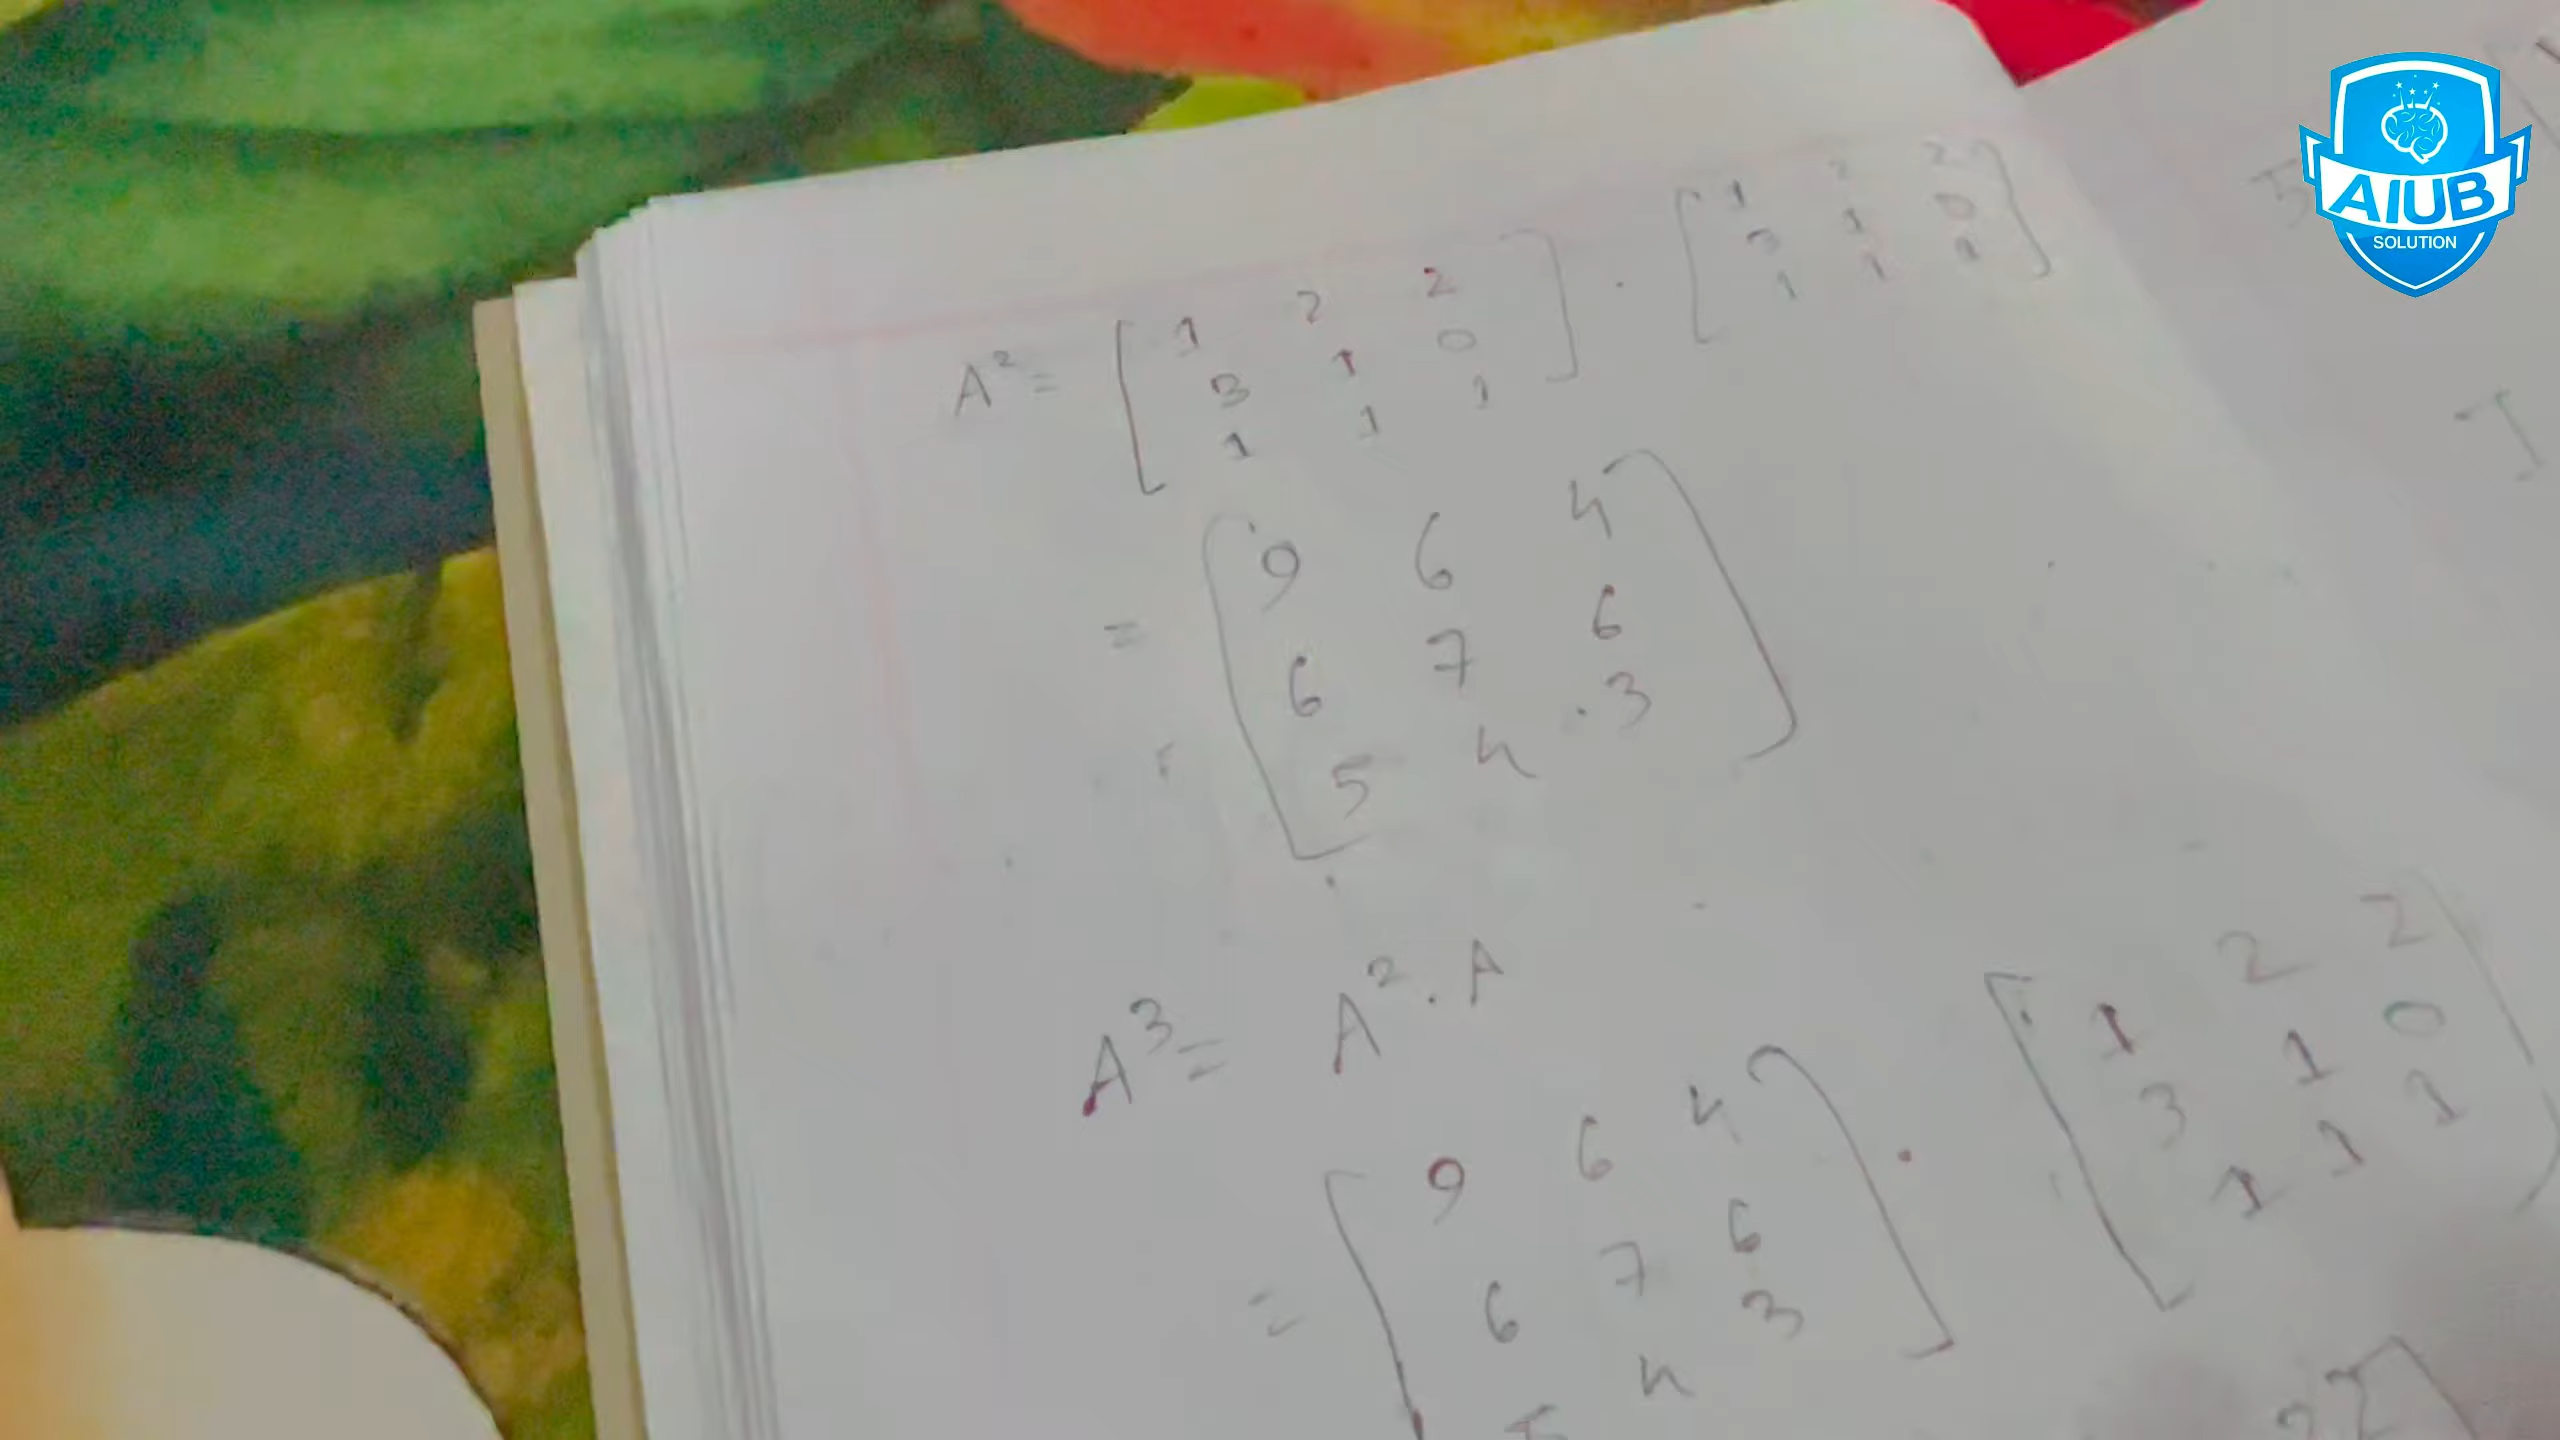 A² = [1 2 2] . [1 2 2]
[3 1 0] [3 1 0]
[1 1 1] [1 1 1]
= [9 6 4]
[6 7 6]
[5 4 3]
A³ = A² . A
= [9 6 4] . [1 2 2]
[6 7 6] [3 1 0]
[5 4 3] [1 1 1]
22
AIUB
SOLUTION